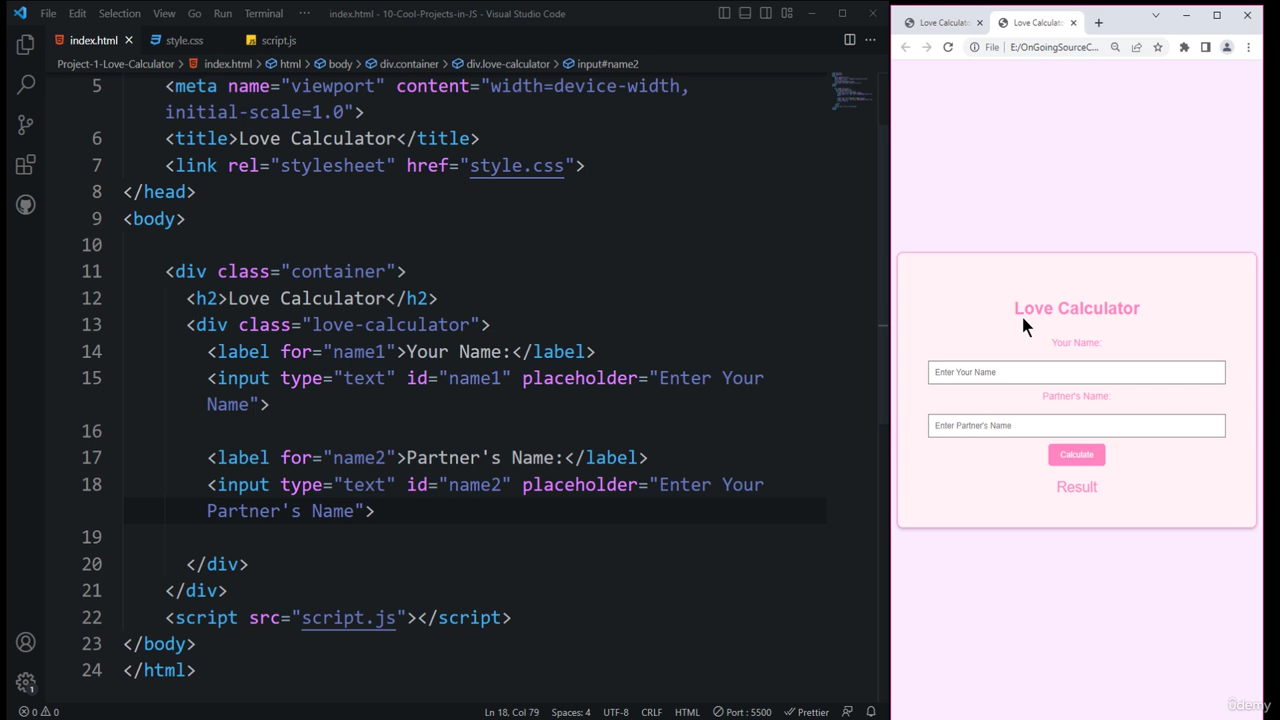 File Edit Selection View Go Run Terminal ··· index.html - 10-Cool-Projects-in-JS - Visual Studio Code
index.html style.css script.js
Project-1-Love-Calculator > index.html > html > body > div.container > div.love-calculator > input#name2
5 <meta name="viewport" content="width=device-width,
initial-scale=1.0">
6 <title>Love Calculator</title>
7 <link rel="stylesheet" href="style.css">
8 </head>
9 <body>
10
11 <div class="container">
12 <h2>Love Calculator</h2>
13 <div class="love-calculator">
14 <label for="name1">Your Name:</label>
15 <input type="text" id="name1" placeholder="Enter Your
Name">
16
17 <label for="name2">Partner's Name:</label>
18 <input type="text" id="name2" placeholder="Enter Your
Partner's Name">
19
20 </div>
21 </div>
22 <script src="script.js"></script>
23 </body>
24 </html>
1
0 0 Ln 18, Col 79 Spaces: 4 UTF-8 CRLF HTML Port : 5500 Prettier
Love Calculato Love Calculato
File E:/OnGoingSourceC...
Love Calculator
Your Name:
Enter Your Name
Partner's Name:
Enter Partner's Name
Calculate
Result
ûdemy